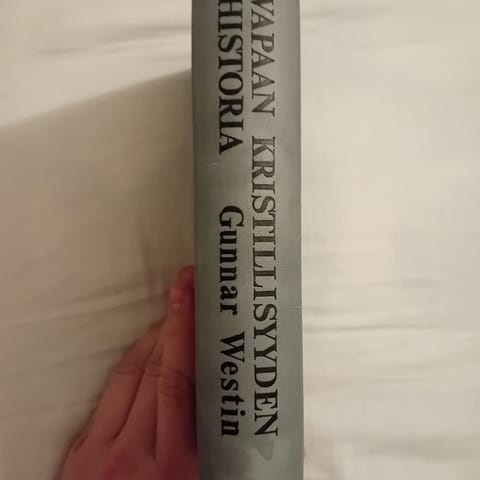 VAPAAN KRISTILLISYYDEN
HISTORIA Gunnar Westin